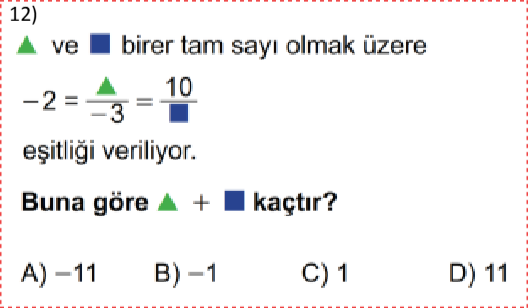 12)
▲ ve ■ birer tam sayı olmak üzere
−2 = ▲/−3 = 10/■
eşitliği veriliyor.
Buna göre ▲ + ■ kaçtır?
A) −11 B) −1 C) 1 D) 11